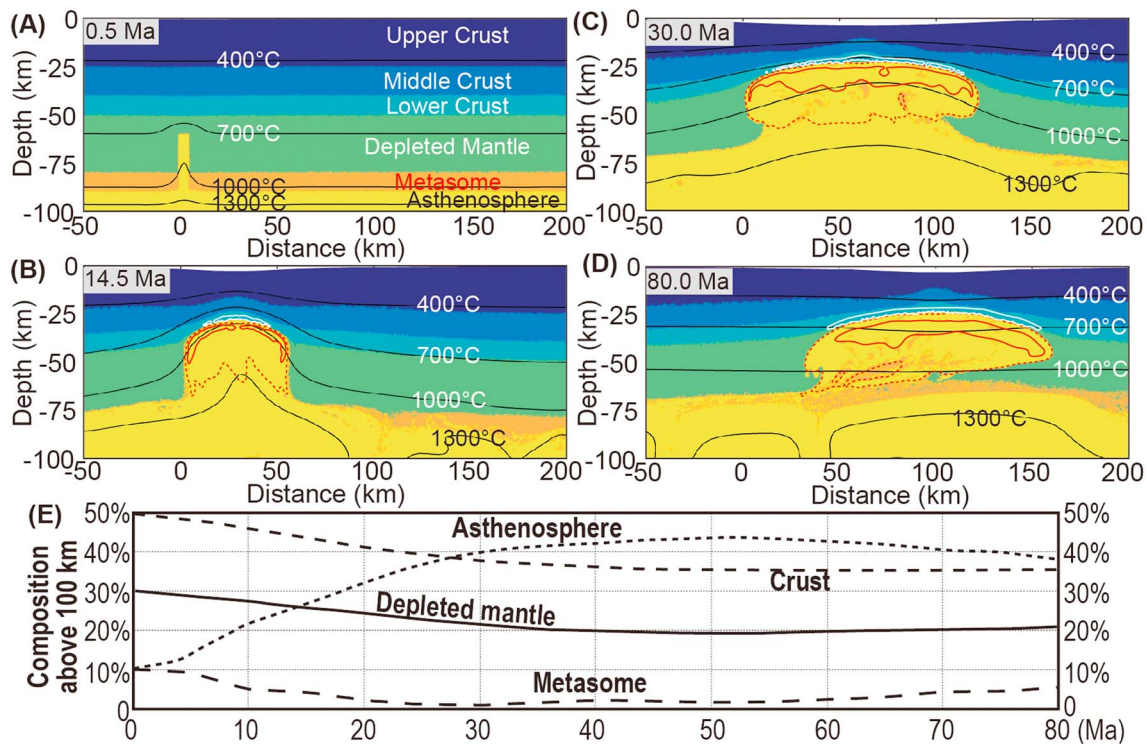 (A)
0.5 Ma
Upper Crust
400°C
Middle Crust
Lower Crust
700°C
Depleted Mantle
1000°C
Metasome
1300°C
Asthenosphere
0
-25
-50
-75
-100
Depth (km)
-50 0 50 100 150 200
Distance (km)
(B)
14.5 Ma
400°C
700°C
1000°C
1300°C
0
-25
-50
-75
-100
Depth (km)
-50 0 50 100 150 200
Distance (km)
(C)
30.0 Ma
400°C
700°C
1000°C
1300°C
0
-25
-50
-75
-100
Depth (km)
-50 0 50 100 150 200
Distance (km)
(D)
80.0 Ma
400°C
700°C
1000°C
1300°C
0
-25
-50
-75
-100
Depth (km)
-50 0 50 100 150 200
Distance (km)
(E)
50%
40%
30%
20%
10%
0
Composition
above 100 km
Asthenosphere
Crust
Depleted mantle
Metasome
50%
40%
30%
20%
10%
0
0 10 20 30 40 50 60 70 80 (Ma)